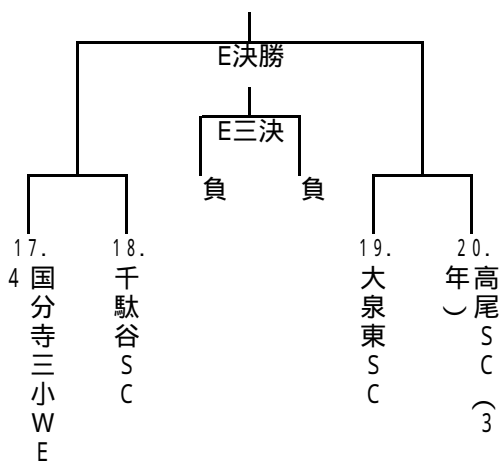 E決勝
E三決
負
負
17.
国分寺三小WE
4
18.
千駄谷SC
19.
大泉東SC
20.
高尾SC（3
年）